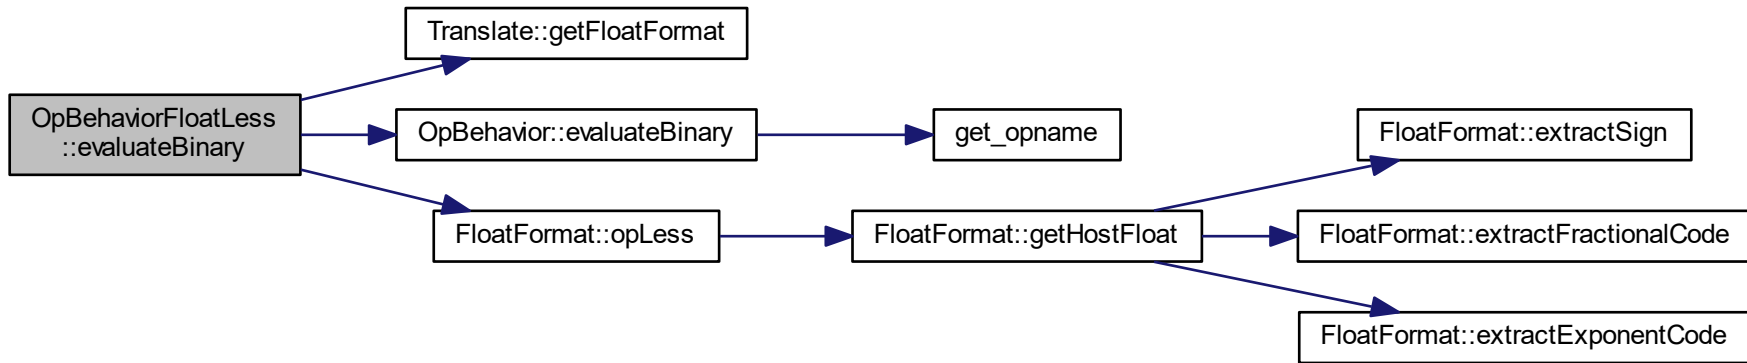 OpBehaviorFloatLess
::evaluateBinary
Translate::getFloatFormat
OpBehavior::evaluateBinary
get_opname
FloatFormat::opLess
FloatFormat::getHostFloat
FloatFormat::extractSign
FloatFormat::extractFractionalCode
FloatFormat::extractExponentCode